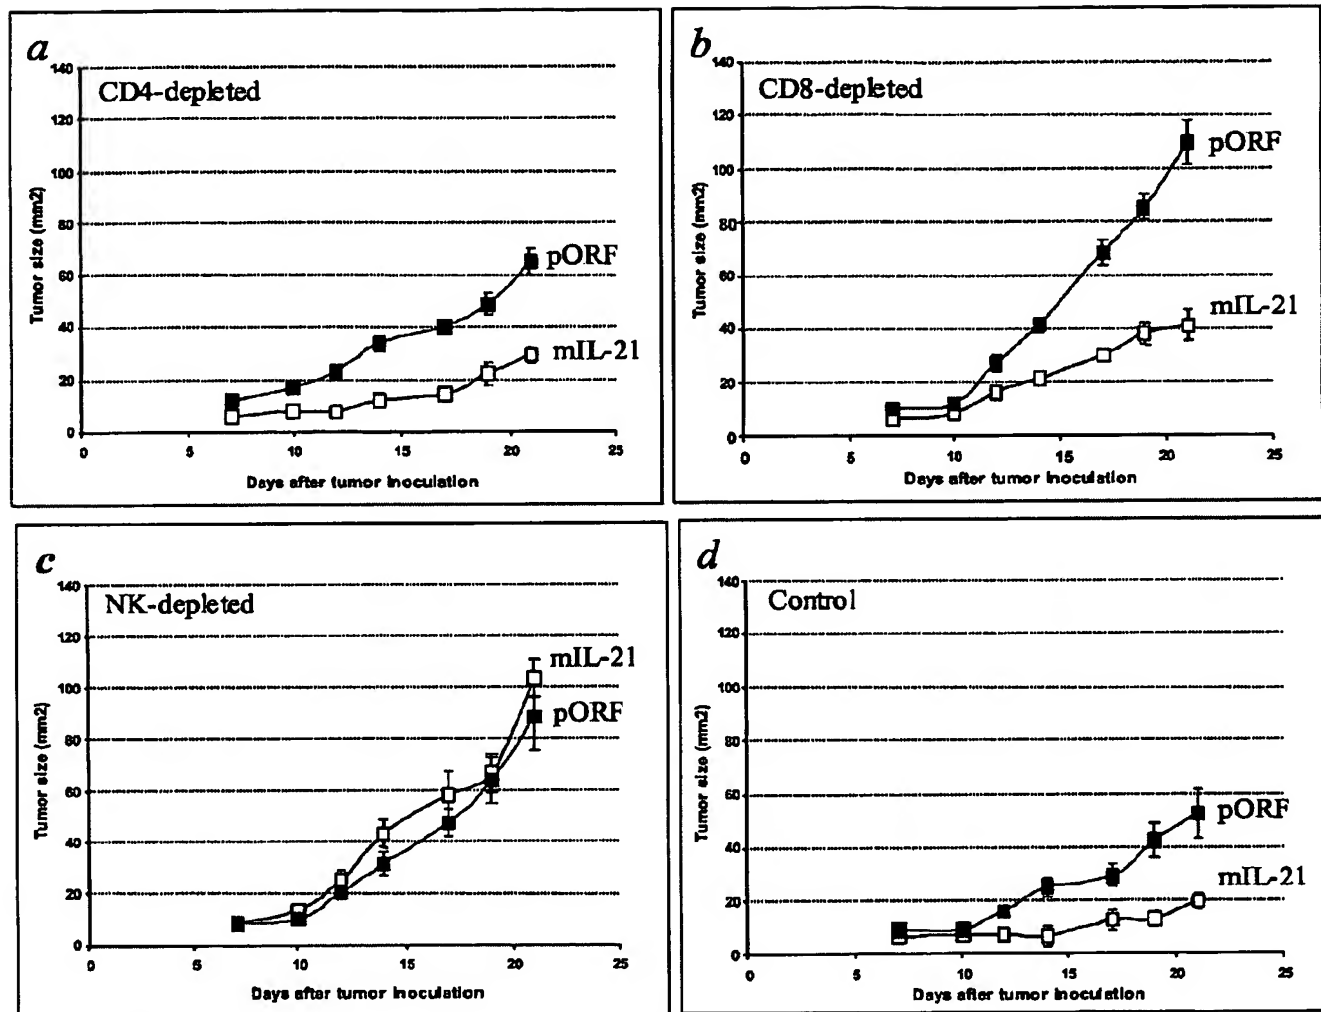 a
CD4-depleted
140
120
100
80
60
40
20
0
Tumor size (mm2)
pORF
mIL-21
0 5 10 15 20 25
Days after tumor inoculation
b
CD8-depleted
140
120
100
80
60
40
20
0
Tumor size (mm2)
pORF
mIL-21
0 5 10 15 20 25
Days after tumor inoculation
c
NK-depleted
140
120
100
80
60
40
20
0
Tumor size (mm2)
mIL-21
pORF
0 5 10 15 20 25
Days after tumor inoculation
d
Control
140
120
100
80
60
40
20
0
Tumor size (mm2)
pORF
mIL-21
0 5 10 15 20 25
Days after tumor inoculation